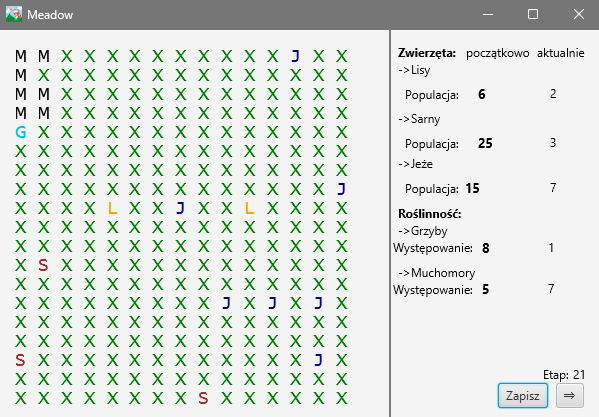 Meadow
M M X X X X X X X X X X J X X
M X X X X X X X X X X X X X X
M M X X X X X X X X X X X X X
M M X X X X X X X X X X X X X
G X X X X X X X X X X X X X X
X X X X X X X X X X X X X X X
X X X X X X X X X X X X X X X
X X X X X X X X X X X X X X J
X X X X L X X J X X L X X X X
X X X X X X X X X X X X X X X
X X X X X X X X X X X X X X X
X S X X X X X X X X X X X X X
X X X X X X X X X X X X X X X
X X X X X X X X X J X J X J X
X X X X X X X X X X X X X X X
X X X X X X X X X X X X X X X
S X X X X X X X X X X X X J X
X X X X X X X X X X X X X X X
X X X X X X X X S X X X X X X
Zwierzęta: początkowo aktualnie
->Lisy
Populacja: 6 2
->Sarny
Populacja: 25 3
->Jeże
Populacja: 15 7
Roślinność:
->Grzyby
Występowanie: 8 1
->Muchomory
Występowanie: 5 7
Etap: 21
Zapisz ⇒